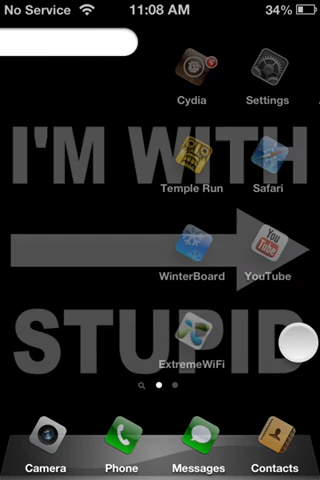 No Service 11:08 AM 34%
Cydia Settings
I'M WITH
Temple Run Safari
WinterBoard YouTube
STUPID
ExtremeWiFi
Camera Phone Messages Contacts